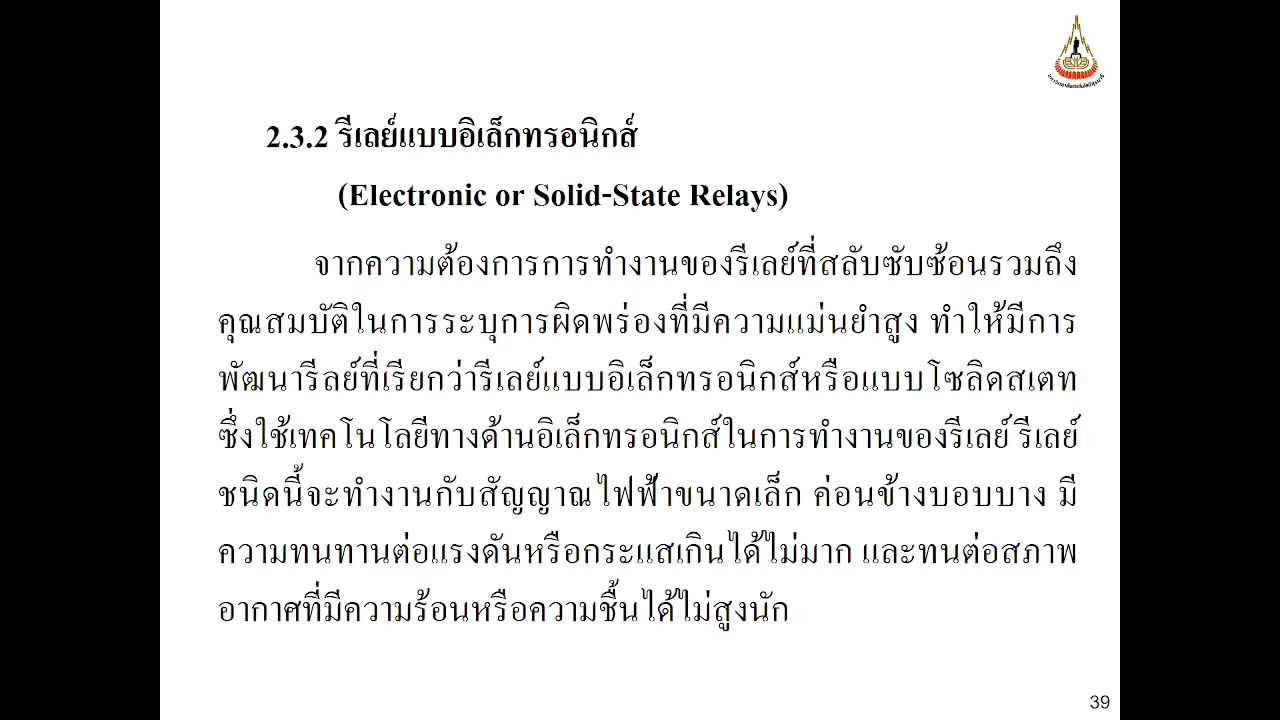 2.3.2 รีเลย์แบบอิเล็กทรอนิกส์
(Electronic or Solid-State Relays)
จากความต้องการการทำงานของรีเลย์ที่สลับซับซ้อนรวมถึง
คุณสมบัติในการระบุการผิดพร่องที่มีความแม่นยำสูง ทำให้มีการ
พัฒนารีลย์ที่เรียกว่ารีเลย์แบบอิเล็กทรอนิกส์หรือแบบโซลิดสเตท
ซึ่งใช้เทคโนโลยีทางด้านอิเล็กทรอนิกส์ในการทำงานของรีเลย์ รีเลย์
ชนิดนี้จะทำงานกับสัญญาณไฟฟ้าขนาดเล็ก ค่อนข้างบอบบาง มี
ความทนทานต่อแรงดันหรือกระแสเกินได้ไม่มาก และทนต่อสภาพ
อากาศที่มีความร้อนหรือความชื้นได้ไม่สูงนัก
39